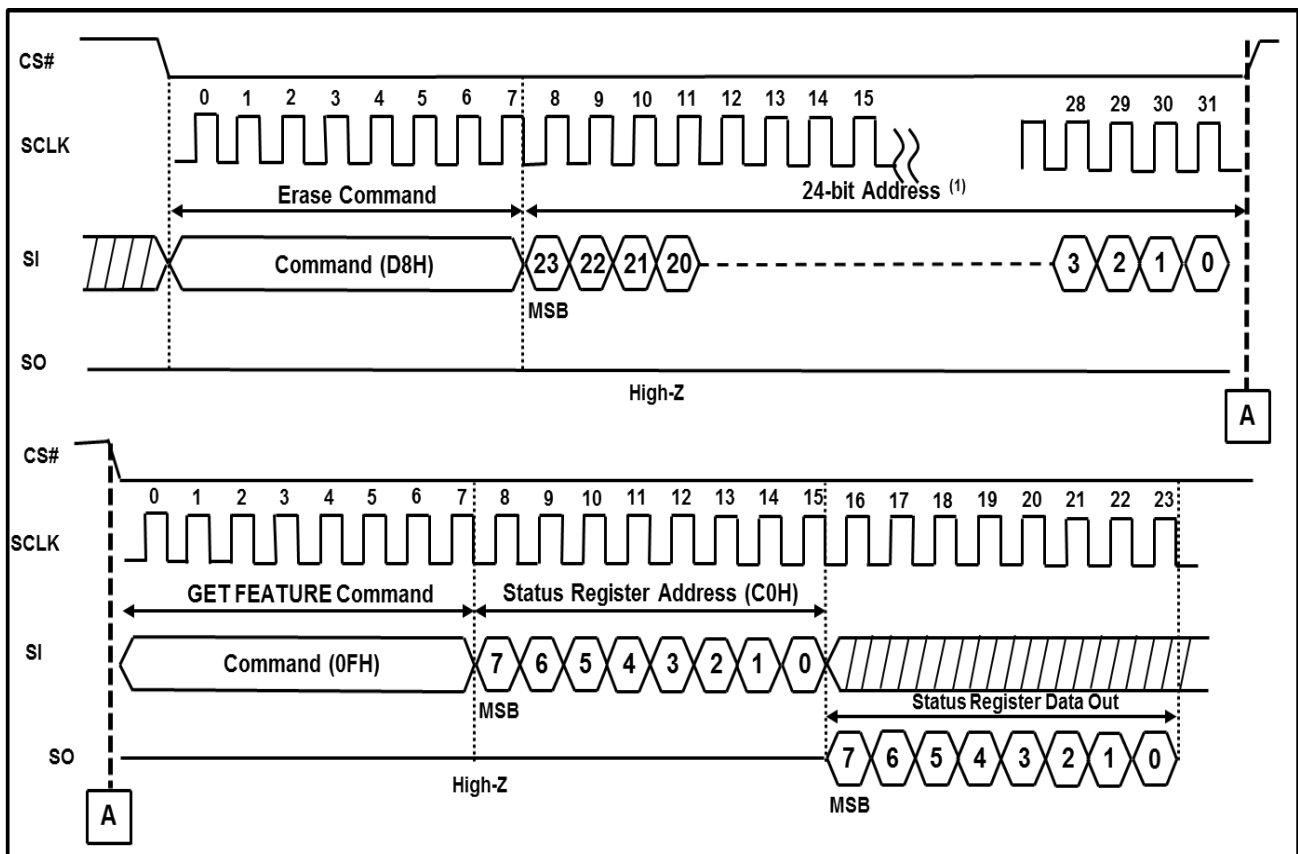 CS#
0 1 2 3 4 5 6 7 8 9 10 11 12 13 14 15 28 29 30 31
SCLK
Erase Command 24-bit Address (1)
SI Command (D8H) 23 22 21 20 3 2 1 0
MSB
SO
High-Z
A
CS#
0 1 2 3 4 5 6 7 8 9 10 11 12 13 14 15 16 17 18 19 20 21 22 23
SCLK
GET FEATURE Command Status Register Address (C0H)
SI Command (0FH) 7 6 5 4 3 2 1 0
MSB Status Register Data Out
SO 7 6 5 4 3 2 1 0
High-Z
MSB
A